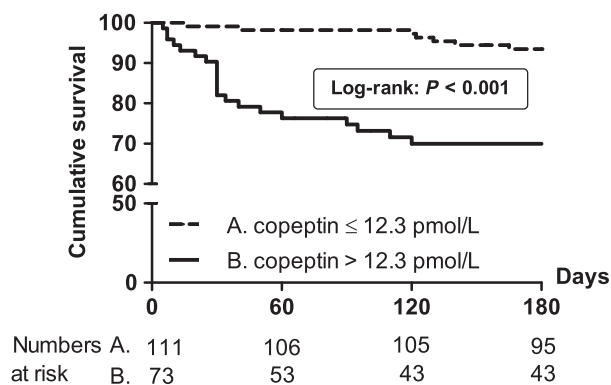 Cumulative survival
100
90
80
70
60
50
0
Log-rank: P < 0.001
A. copeptin ≤ 12.3 pmol/L
B. copeptin > 12.3 pmol/L
Days
0 60 120 180
Numbers A. 111 106 105 95
at risk B. 73 53 43 43